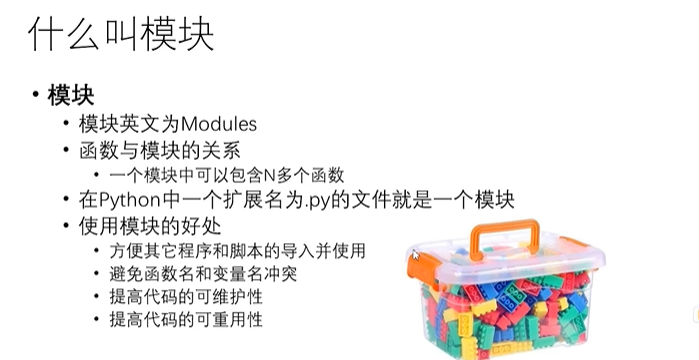 什么叫模块
• 模块
• 模块英文为Modules
• 函数与模块的关系
• 一个模块中可以包含N多个函数
• 在Python中一个扩展名为.py的文件就是一个模块
• 使用模块的好处
• 方便其它程序和脚本的导入并使用
• 避免函数名和变量名冲突
• 提高代码的可维护性
• 提高代码的可重用性